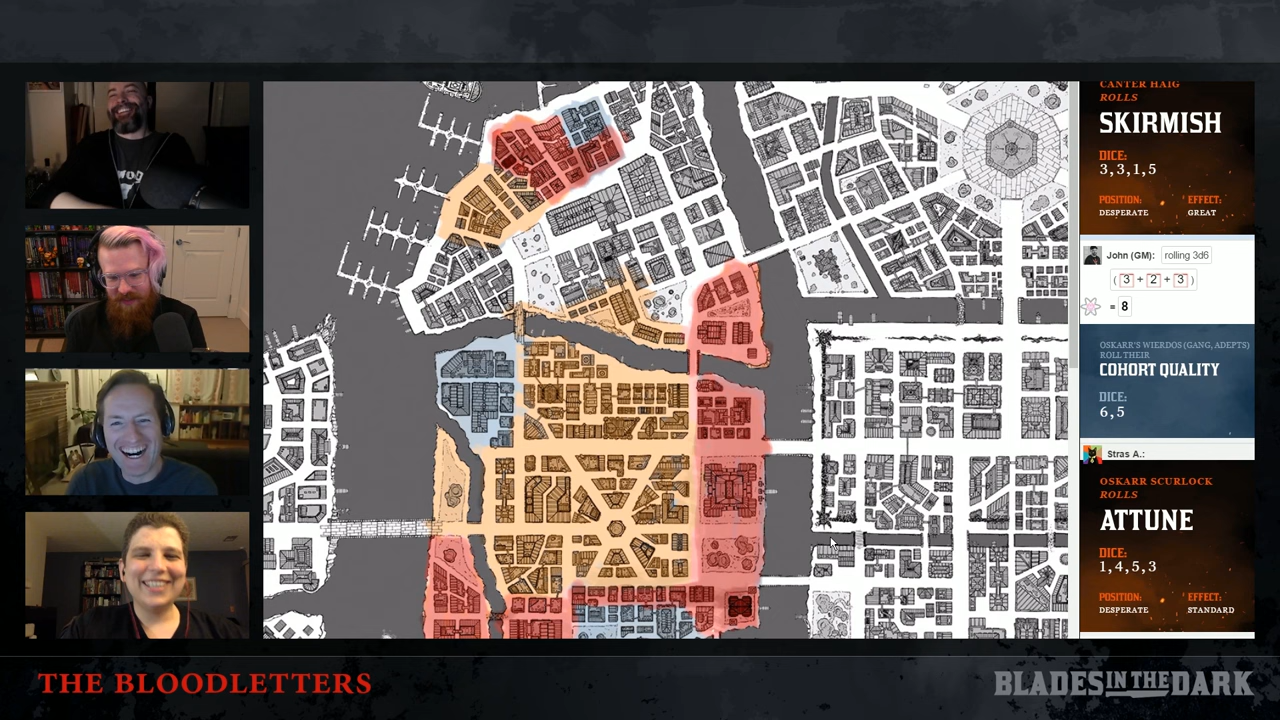 CANTER HAIG
ROLLS
SKIRMISH
DICE:
3,3,1,5
POSITION: EFFECT:
DESPERATE GREAT
John (GM): rolling 3d6
( 3 + 2 + 3 )
= 8
OSKARR'S WIERDOS (GANG, ADEPTS)
ROLL THEIR
COHORT QUALITY
DICE:
6,5
Stras A.:
OSKARR SCURLOCK
ROLLS
ATTUNE
DICE:
1,4,5,3
POSITION: EFFECT:
DESPERATE STANDARD
THE BLOODLETTERS
BLADES IN THE DARK